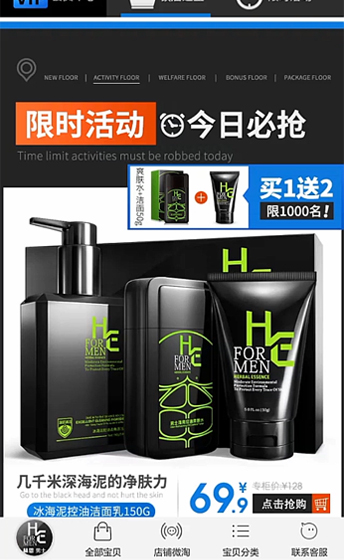 NEW FLOOR | ACTIVITY FLOOR | WELFARE FLOOR | BONUS FLOOR | PACKAGE FLOOR
限时活动 今日必抢
Time limit activities must be robbed today
爽肤水+洁面50g
买1送2
限1000名!
HE
FOR MEN
HE
FOR MEN
HERBAL ESSENCE
HE
FOR MEN
几千米深海泥的净肤力
Go to the black head and not hurt the skin
冰海泥控油洁面乳150G
69.9
专柜价¥128
点击抢购
全部宝贝
店铺微淘
宝贝分类
联系客服